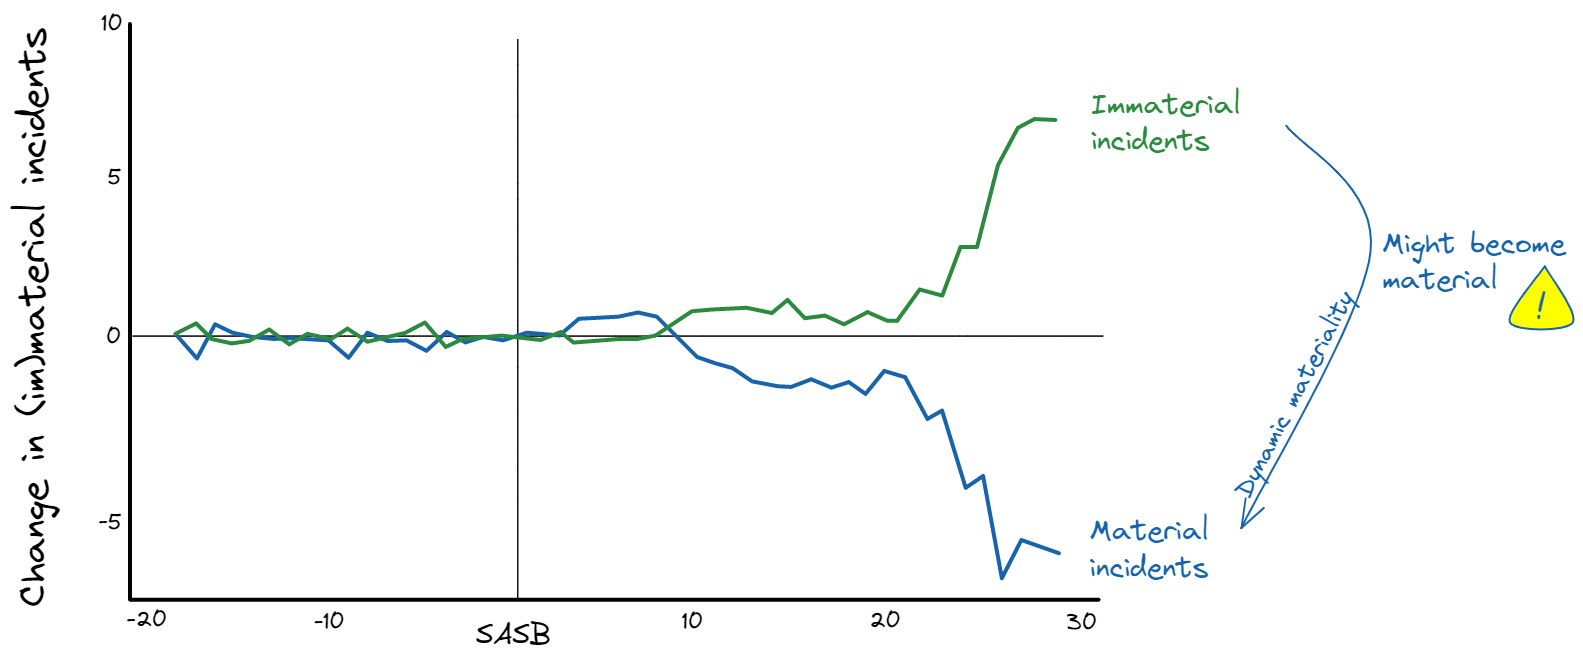 Change in (im)material incidents
10
5
0
-5
-20
-10
SASB
10
20
30
Immaterial
incidents
Material
incidents
Might become
material
!
Dynamic materiality